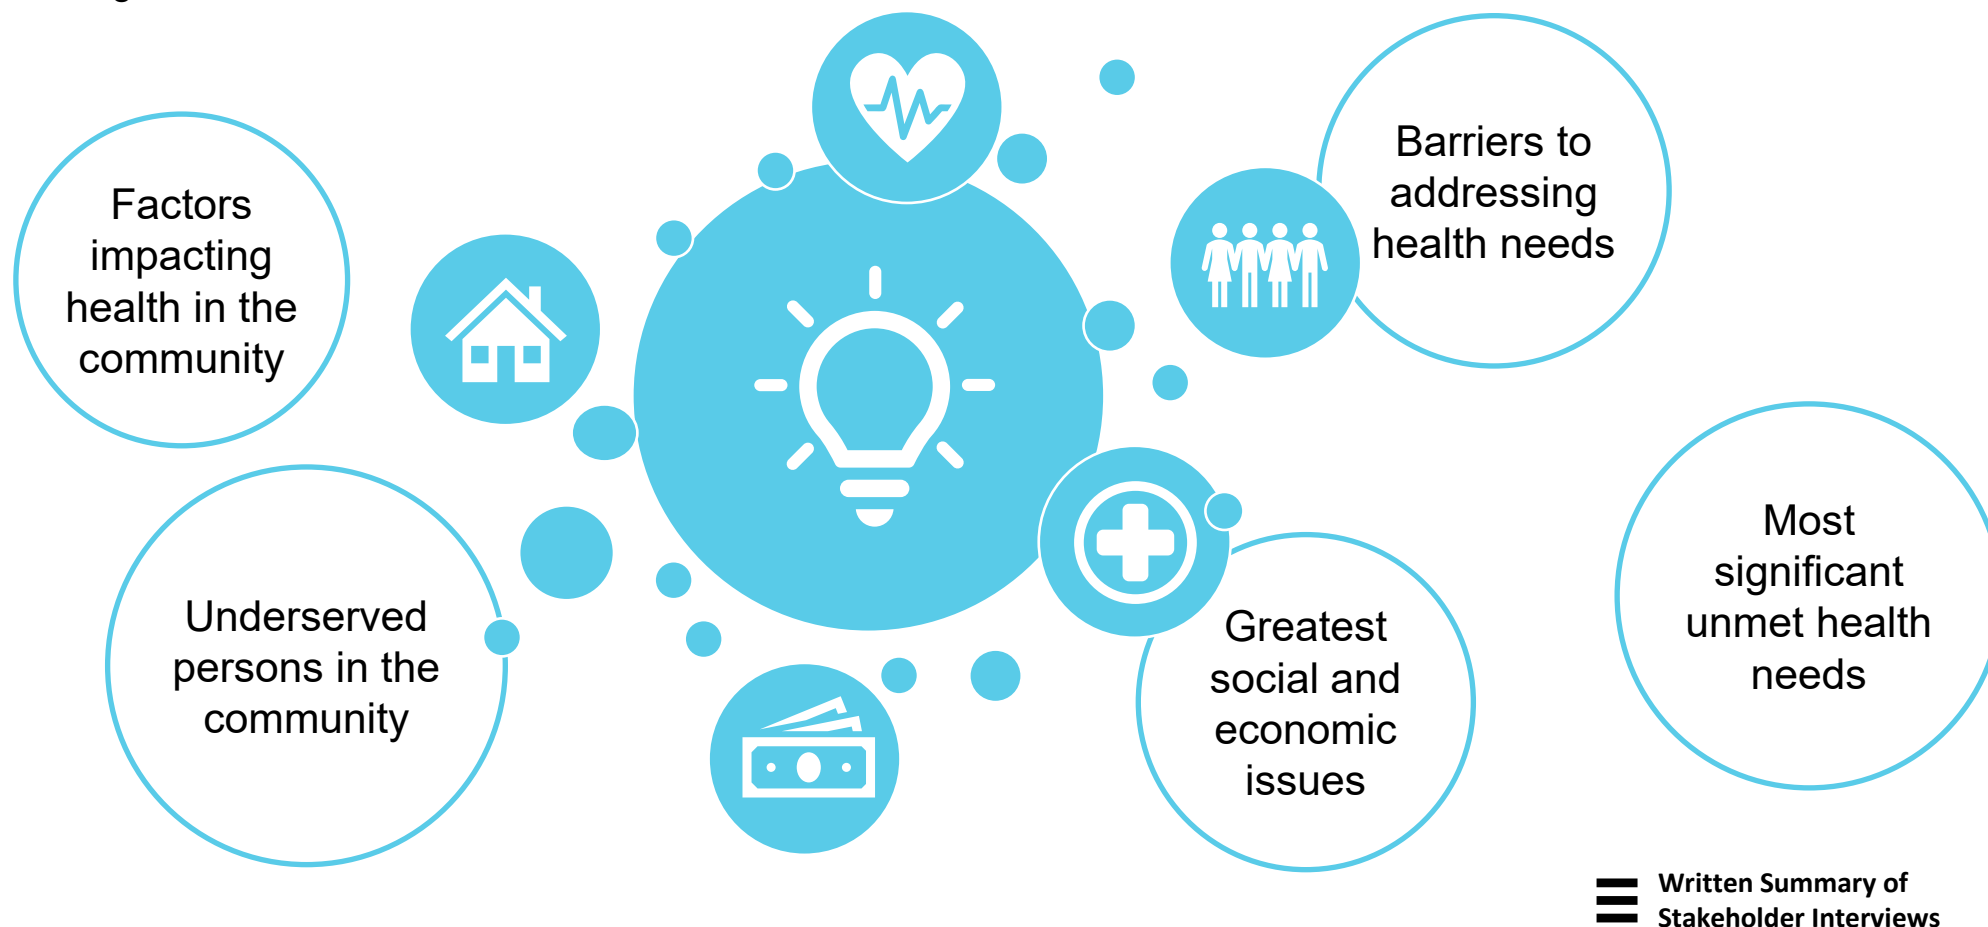 Factors
impacting
health in the
community
Barriers to
addressing
health needs
Underserved
persons in the
community
Greatest
social and
economic
issues
Most
significant
unmet health
needs
Written Summary of
Stakeholder Interviews